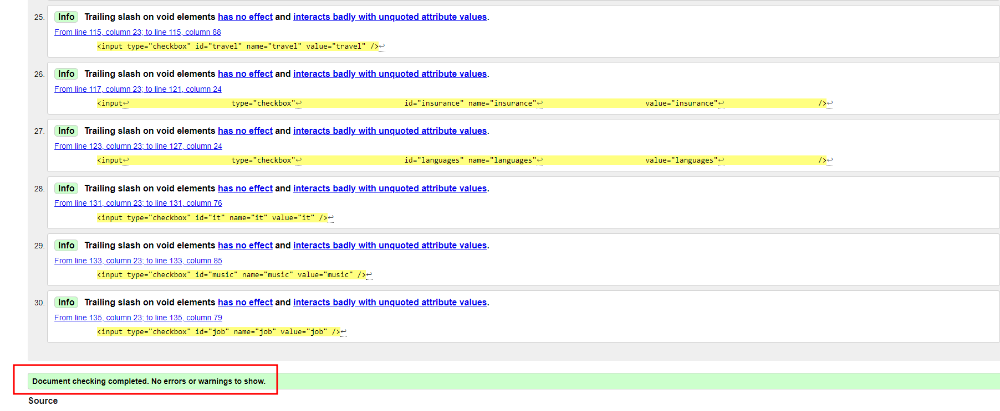 25. Info Trailing slash on void elements has no effect and interacts badly with unquoted attribute values.
From line 115, column 23; to line 115, column 88
<input type="checkbox" id="travel" name="travel" value="travel" />↩
26. Info Trailing slash on void elements has no effect and interacts badly with unquoted attribute values.
From line 117, column 23; to line 121, column 24
<input↩ type="checkbox"↩ id="insurance" name="insurance"↩ value="insurance"↩ />↩
27. Info Trailing slash on void elements has no effect and interacts badly with unquoted attribute values.
From line 123, column 23; to line 127, column 24
<input↩ type="checkbox"↩ id="languages" name="languages"↩ value="languages"↩ />↩
28. Info Trailing slash on void elements has no effect and interacts badly with unquoted attribute values.
From line 131, column 23; to line 131, column 76
<input type="checkbox" id="it" name="it" value="it" />↩
29. Info Trailing slash on void elements has no effect and interacts badly with unquoted attribute values.
From line 133, column 23; to line 133, column 85
<input type="checkbox" id="music" name="music" value="music" />↩
30. Info Trailing slash on void elements has no effect and interacts badly with unquoted attribute values.
From line 135, column 23; to line 135, column 79
<input type="checkbox" id="job" name="job" value="job" />↩
Document checking completed. No errors or warnings to show.
Source